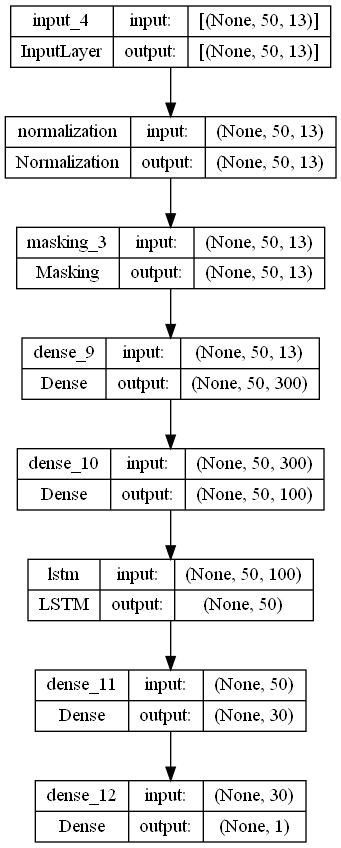 input_4 input: [(None, 50, 13)]
InputLayer output: [(None, 50, 13)]
normalization input: (None, 50, 13)
Normalization output: (None, 50, 13)
masking_3 input: (None, 50, 13)
Masking output: (None, 50, 13)
dense_9 input: (None, 50, 13)
Dense output: (None, 50, 300)
dense_10 input: (None, 50, 300)
Dense output: (None, 50, 100)
lstm input: (None, 50, 100)
LSTM output: (None, 50)
dense_11 input: (None, 50)
Dense output: (None, 30)
dense_12 input: (None, 30)
Dense output: (None, 1)